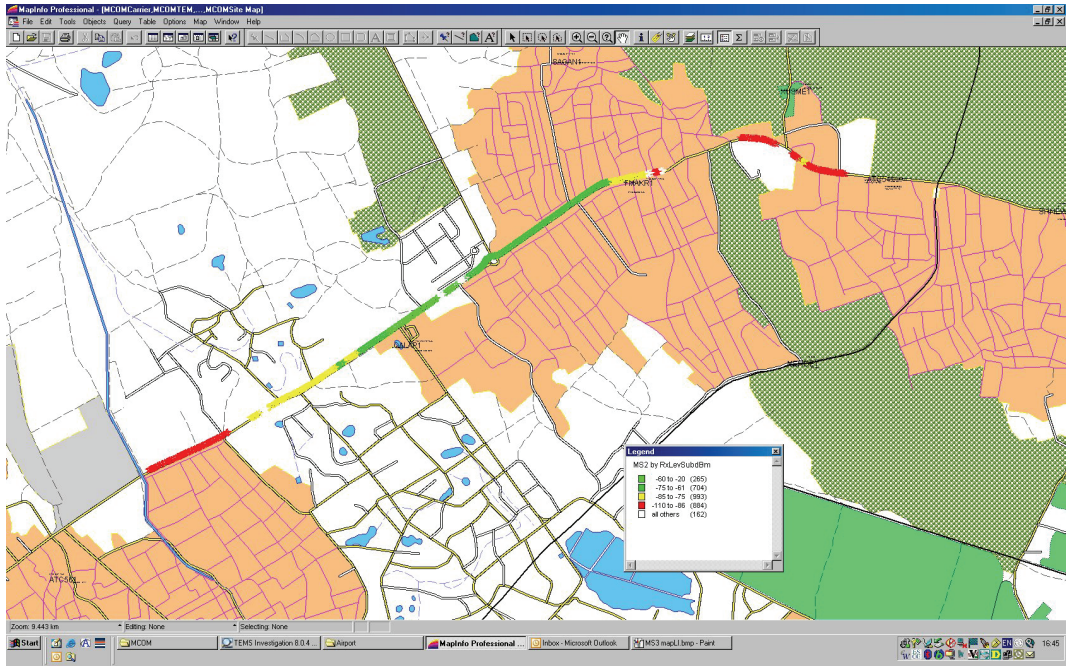 MapInfo Professional - [MCOMCarrier,MCOMTEM,...,MCOMSite Map]
File Edit Tools Objects Query Table Options Map Window Help
BAGAN1
FMAKR1
Legend
MS2 by RxLevSubdBm
-60 to -20 (265)
-75 to -61 (704)
-85 to -75 (993)
-110 to -86 (884)
all others (162)
Zoom: 9.443 km Editing: None Selecting: None
Start MCOM TEMS Investigation 8.0.4 ... Airport MapInfo Professional ... Inbox - Microsoft Outlook MS3 mapLI.bmp - Paint EN 16:45